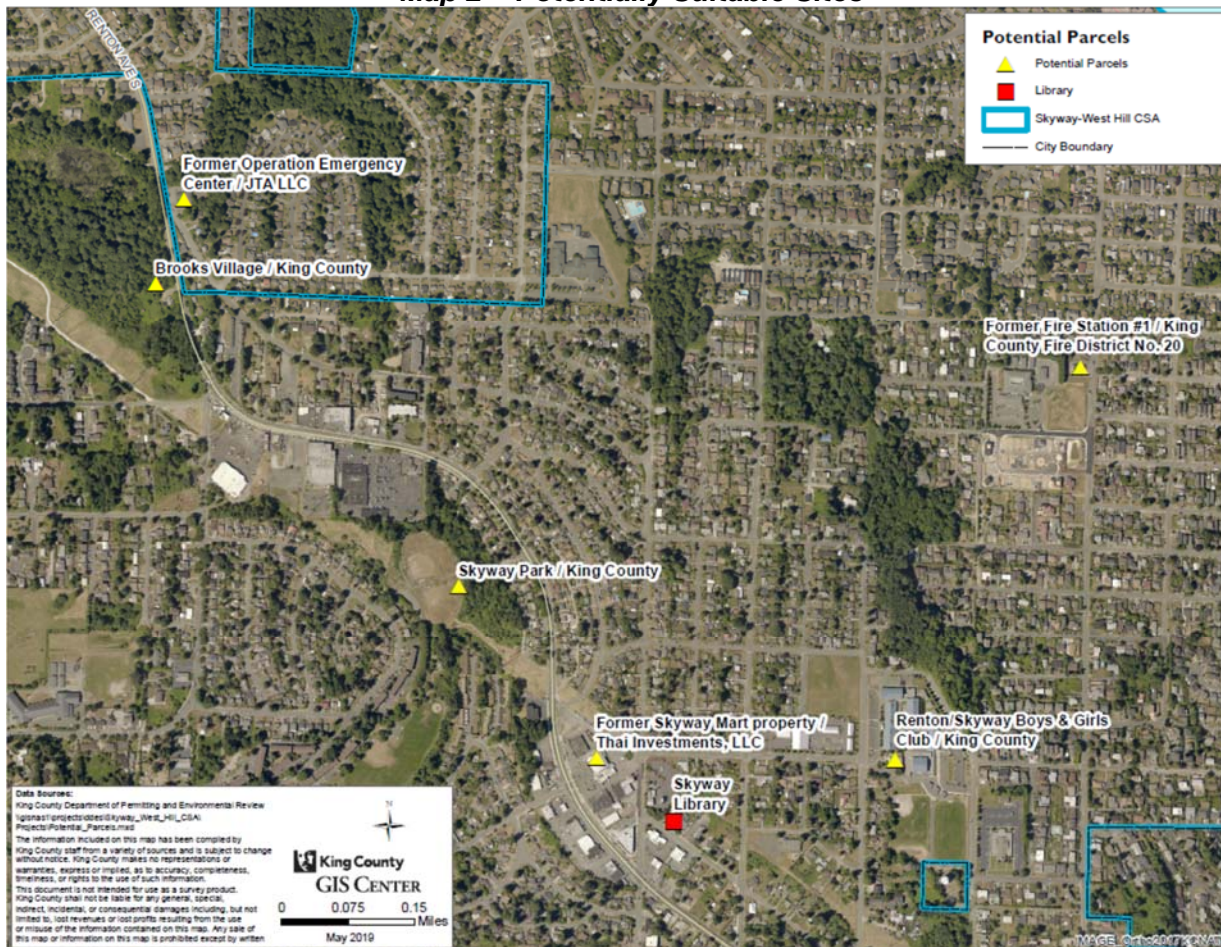 Map 2 – Potentially Suitable Sites
RENTON AVE S
Potential Parcels
Potential Parcels
Library
Skyway-West Hill CSA
City Boundary
Former Operation Emergency
Center / JTA LLC
Brooks Village / King County
Former Fire Station #1 / King
County Fire District No. 20
Skyway Park / King County
Former Skyway Mart property /
Thai Investments, LLC
Renton/Skyway Boys & Girls
Club / King County
Skyway
Library
Data Sources:
King County Department of Permitting and Environmental Review
Projects\Potential_Parcels.mxd
The information included on this map has been compiled by
King County staff from a variety of sources and is subject to change
without notice. King County makes no representations or
warranties, express or implied, as to accuracy, completeness,
timeliness, or rights to the use of such information.
This document is not intended for use as a survey product.
King County shall not be liable for any general, special,
indirect, incidental, or consequential damages including, but not
limited to, lost revenues or lost profits resulting from the use
or misuse of the information contained on this map. Any sale of
this map or information on this map is prohibited except by written
N
King County
GIS CENTER
0 0.075 0.15
Miles
May 2019